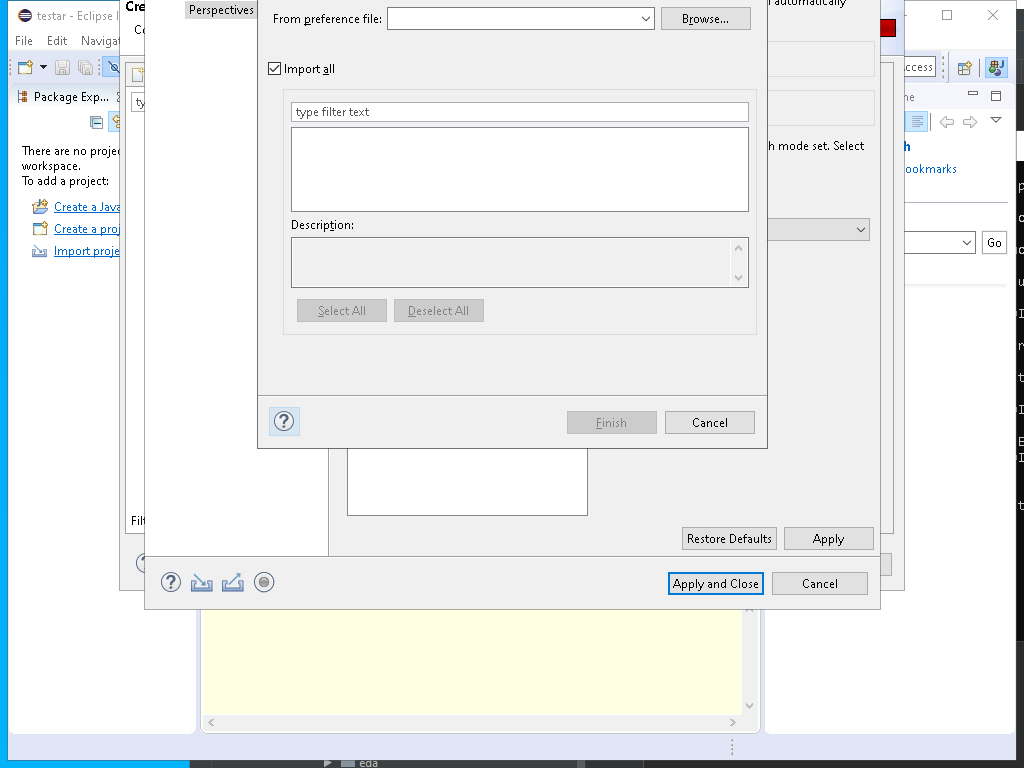 testar - Eclipse I
File Edit Navigat
Package Exp...
There are no projec
workspace.
To add a project:
Create a Java
Create a proj
Import proje
Cre
Co
ty
Filt
Perspectives
From preference file:
Browse...
Import all
type filter text
Description:
Select All
Deselect All
Finish
Cancel
automatically
h mode set. Select
Restore Defaults
Apply
Apply and Close
Cancel
ccess
ne
h
ookmarks
Go
eda